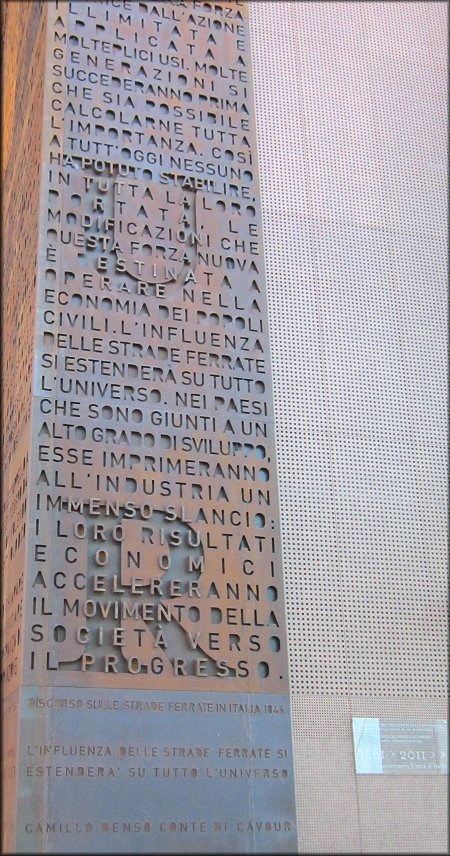 DALL'AZIONE
ILLIMITATA E
APPLICATA A
MOLTEPLICI USI. MOLTE
GENERAZIONI SI
SUCCEDERANNO PRIMA
CHE SIA POSSIBILE
CALCOLARNE TUTTA
L'IMPORTANZA. COSÌ
A TUTT'OGGI NESSUNO
HA POTUTO STABILIRE,
IN TUTTA LA LORO
PORTATA, LE
MODIFICAZIONI CHE
QUESTA FORZA NUOVA
È DESTINATA A
OPERARE NELLA
ECONOMIA DEI POPOLI
CIVILI. L'INFLUENZA
DELLE STRADE FERRATE
SI ESTENDERÀ SU TUTTO
L'UNIVERSO. NEI PAESI
CHE SONO GIUNTI A UN
ALTO GRADO DI SVILUPPO,
ESSE IMPRIMERANNO
ALL'INDUSTRIA UN
IMMENSO SLANCIO:
I LORO RISULTATI
ECONOMICI
ACCELERERANNO
IL MOVIMENTO DELLA
SOCIETÀ VERSO
IL PROGRESSO.
R
DISCORSO SULLE STRADE FERRATE IN ITALIA 1846
L'INFLUENZA DELLE STRADE FERRATE SI
ESTENDERA' SU TUTTO L'UNIVERSO
CAMILLO BENSO CONTE DI CAVOUR
1861 > 2011 > >